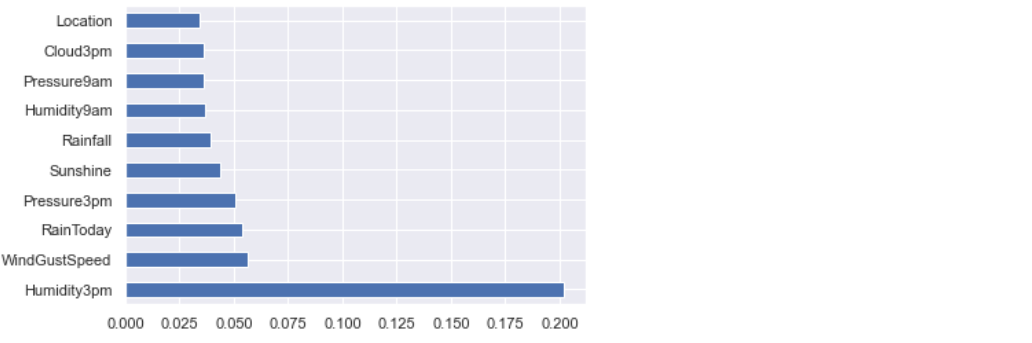 Location
Cloud3pm
Pressure9am
Humidity9am
Rainfall
Sunshine
Pressure3pm
RainToday
WindGustSpeed
Humidity3pm
0.000 0.025 0.050 0.075 0.100 0.125 0.150 0.175 0.200